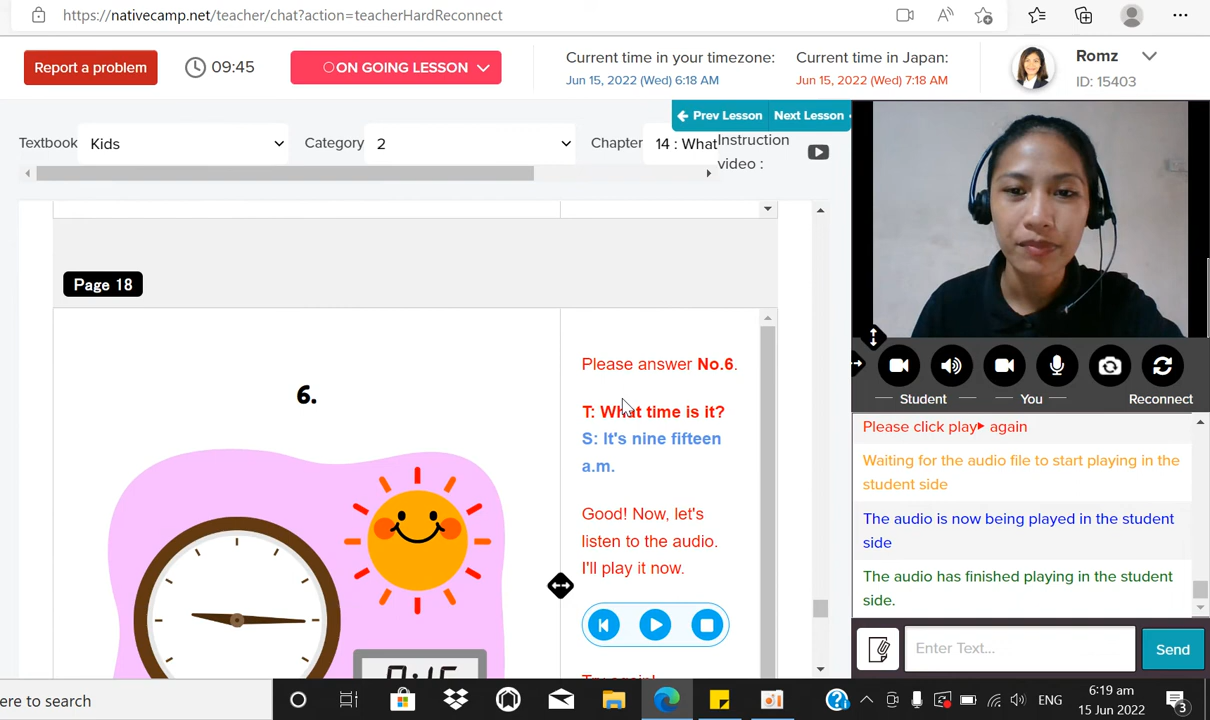 https://nativecamp.net/teacher/chat?action=teacherHardReconnect
Report a problem
09:45
ON GOING LESSON
Current time in your timezone:
Jun 15, 2022 (Wed) 6:18 AM
Current time in Japan:
Jun 15, 2022 (Wed) 7:18 AM
Romz
ID: 15403
Prev Lesson
Next Lesson
Textbook
Kids
Category
2
Chapter
14 : What
Instruction
video :
Page 18
6.
Please answer No.6.
T: What time is it?
S: It's nine fifteen
a.m.
Good! Now, let's
listen to the audio.
I'll play it now.
Student
You
Reconnect
Please click play again
Waiting for the audio file to start playing in the
student side
The audio is now being played in the student
side
The audio has finished playing in the student
side.
Enter Text...
Send
ere to search
ENG
6:19 am
15 Jun 2022
3